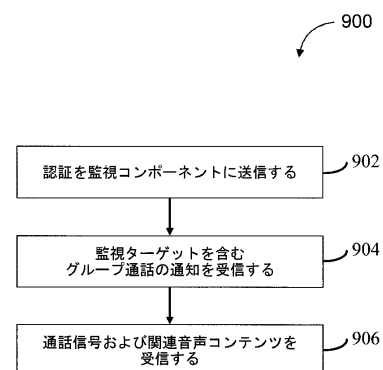 900
認証を監視コンポーネントに送信する
902
監視ターゲットを含む
グループ通話の通知を受信する
904
通話信号および関連音声コンテンツを
受信する
906